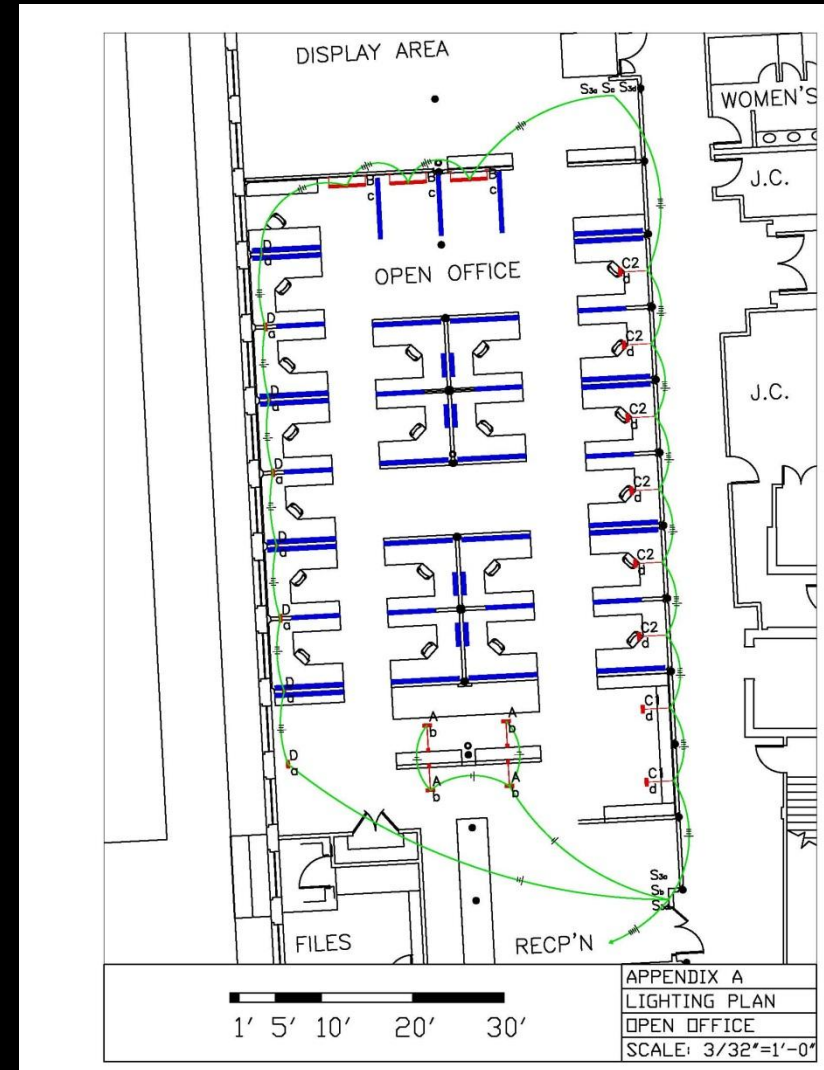 DISPLAY AREA
S3a Sc S3d
WOMEN'S
J.C.
B B B
c c c
D
a
C2
OPEN OFFICE
d
D
a
C2
d
D
J.C.
a
C2
d
D
a
C2
d
D
a
C2
d
D
a
C2
d
D
a
C1
d
A A
b b
D
a
C1
d
A A
b b
S3a
Sb
S3d
FILES
RECP'N
1' 5' 10' 20' 30'
APPENDIX A
LIGHTING PLAN
OPEN OFFICE
SCALE: 3/32"=1'-0"